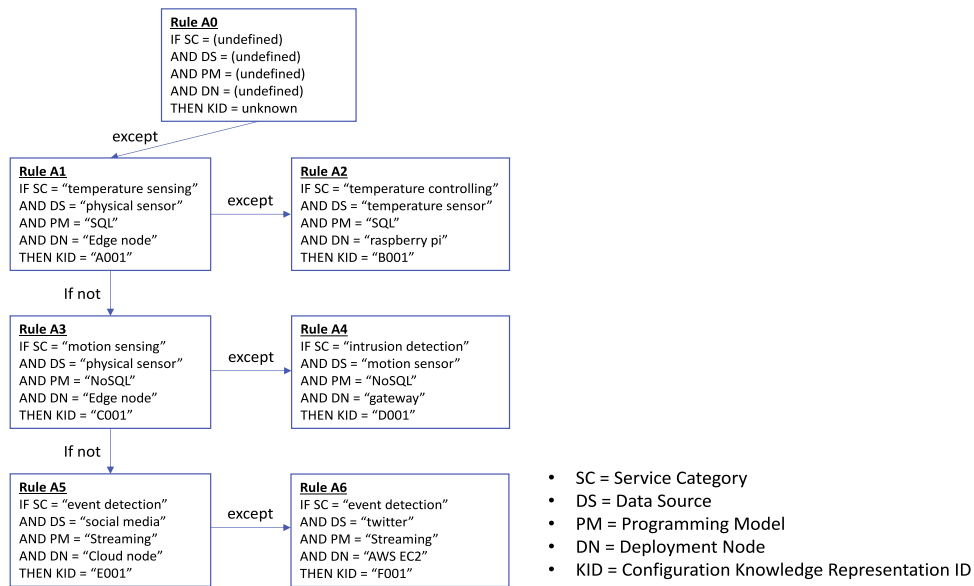 Rule A0
IF SC = (undefined)
AND DS = (undefined)
AND PM = (undefined)
AND DN = (undefined)
THEN KID = unknown
except
Rule A1
IF SC = “temperature sensing”
AND DS = “physical sensor”
AND PM = “SQL”
AND DN = “Edge node”
THEN KID = “A001”
except
Rule A2
IF SC = “temperature controlling”
AND DS = “temperature sensor”
AND PM = “SQL”
AND DN = “raspberry pi”
THEN KID = “B001”
If not
Rule A3
IF SC = “motion sensing”
AND DS = “physical sensor”
AND PM = “NoSQL”
AND DN = “Edge node”
THEN KID = “C001”
except
Rule A4
IF SC = “intrusion detection”
AND DS = “motion sensor”
AND PM = “NoSQL”
AND DN = “gateway”
THEN KID = “D001”
If not
Rule A5
IF SC = “event detection”
AND DS = “social media”
AND PM = “Streaming”
AND DN = “Cloud node”
THEN KID = “E001”
except
Rule A6
IF SC = “event detection”
AND DS = “twitter”
AND PM = “Streaming”
AND DN = “AWS EC2”
THEN KID = “F001”
• SC = Service Category
• DS = Data Source
• PM = Programming Model
• DN = Deployment Node
• KID = Configuration Knowledge Representation ID